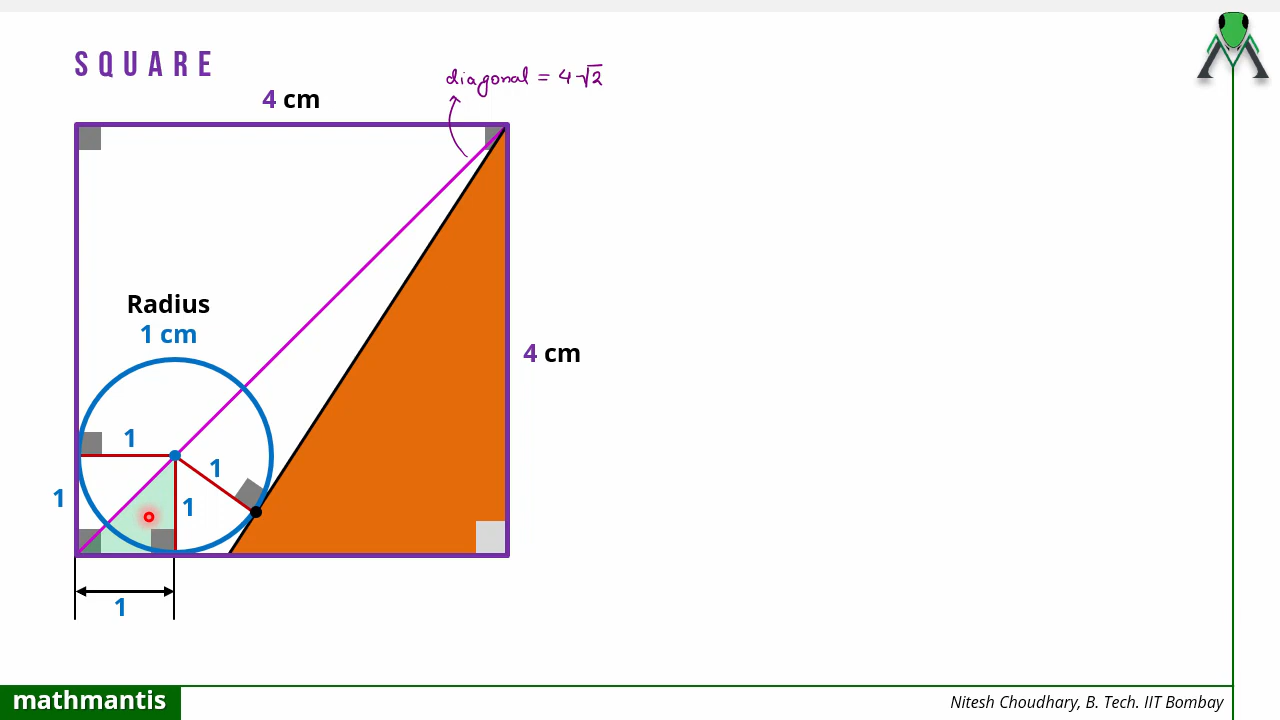 SQUARE
diagonal = 4√2
4 cm
Radius
1 cm
4 cm
1
1
1
1
1
mathmantis
Nitesh Choudhary, B. Tech. IIT Bombay